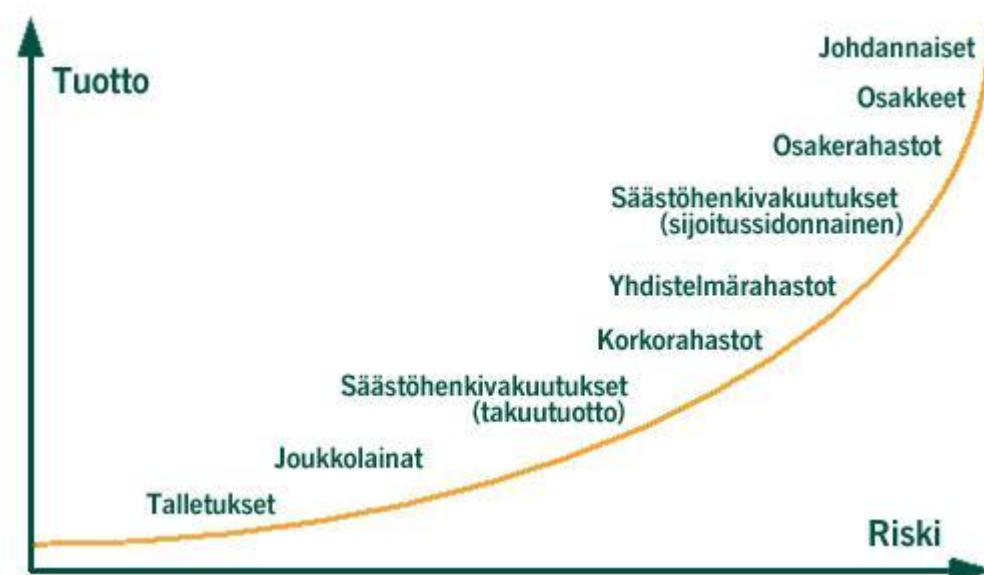 Johdannaiset
Tuotto
Osakkeet
Osakerahastot
Säästöhenkivakuutukset
(sijoitussidonnainen)
Yhdistelmärahastot
Korkorahastot
Säästöhenkivakuutukset
(takuutuotto)
Joukkolainat
Talletukset
Riski